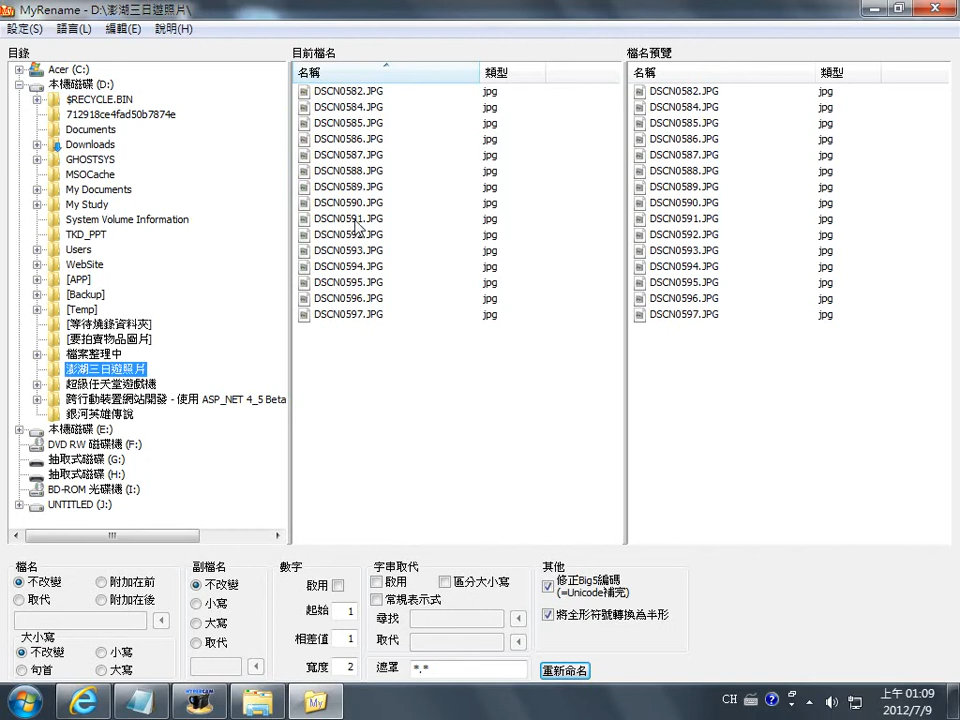 MyRename - D:\澎湖三日遊照片\
設定(S) 語言(L) 編輯(E) 說明(H)
目錄
Acer (C:)
本機磁碟 (D:)
$RECYCLE.BIN
712918ce4fad50b7874e
Documents
Downloads
GHOSTSYS
MSOCache
My Documents
My Study
System Volume Information
TKD_PPT
Users
WebSite
[APP]
[Backup]
[Temp]
[等待燒錄資料夾]
[要拍賣物品圖片]
檔案整理中
澎湖三日遊照片
超級任天堂遊戲機
跨行動裝置網站開發 - 使用 ASP_NET 4_5 Beta
銀河英雄傳說
本機磁碟 (E:)
DVD RW 磁碟機 (F:)
抽取式磁碟 (G:)
抽取式磁碟 (H:)
BD-ROM 光碟機 (I:)
UNTITLED (J:)
目前檔名
名稱 類型
DSCN0582.JPG jpg
DSCN0584.JPG jpg
DSCN0585.JPG jpg
DSCN0586.JPG jpg
DSCN0587.JPG jpg
DSCN0588.JPG jpg
DSCN0589.JPG jpg
DSCN0590.JPG jpg
DSCN0591.JPG jpg
DSCN0592.JPG jpg
DSCN0593.JPG jpg
DSCN0594.JPG jpg
DSCN0595.JPG jpg
DSCN0596.JPG jpg
DSCN0597.JPG jpg
檔名預覽
名稱 類型
DSCN0582.JPG jpg
DSCN0584.JPG jpg
DSCN0585.JPG jpg
DSCN0586.JPG jpg
DSCN0587.JPG jpg
DSCN0588.JPG jpg
DSCN0589.JPG jpg
DSCN0590.JPG jpg
DSCN0591.JPG jpg
DSCN0592.JPG jpg
DSCN0593.JPG jpg
DSCN0594.JPG jpg
DSCN0595.JPG jpg
DSCN0596.JPG jpg
DSCN0597.JPG jpg
檔名
不改變 附加在前
取代 附加在後
大小寫
不改變 小寫
句首 大寫
副檔名
不改變
小寫
大寫
取代
數字
啟用
起始 1
相差值 1
寬度 2
字串取代
啟用 區分大小寫
常規表示式
尋找
取代
遮罩 *.*
其他
修正Big5編碼
(=Unicode補完)
將全形符號轉換為半形
重新命名
HYPERCAM
My
CH
上午 01:09
2012/7/9